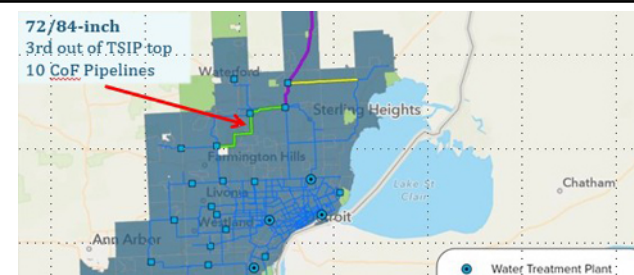 72/84-inch
3rd out of TSIP top
10 CoF Pipelines
Waterford
Sterling Heights
Farmington Hills
Livonia
Lake St
Clair
Chatham
Westland
troit
Ann Arbor
Water Treatment Plant